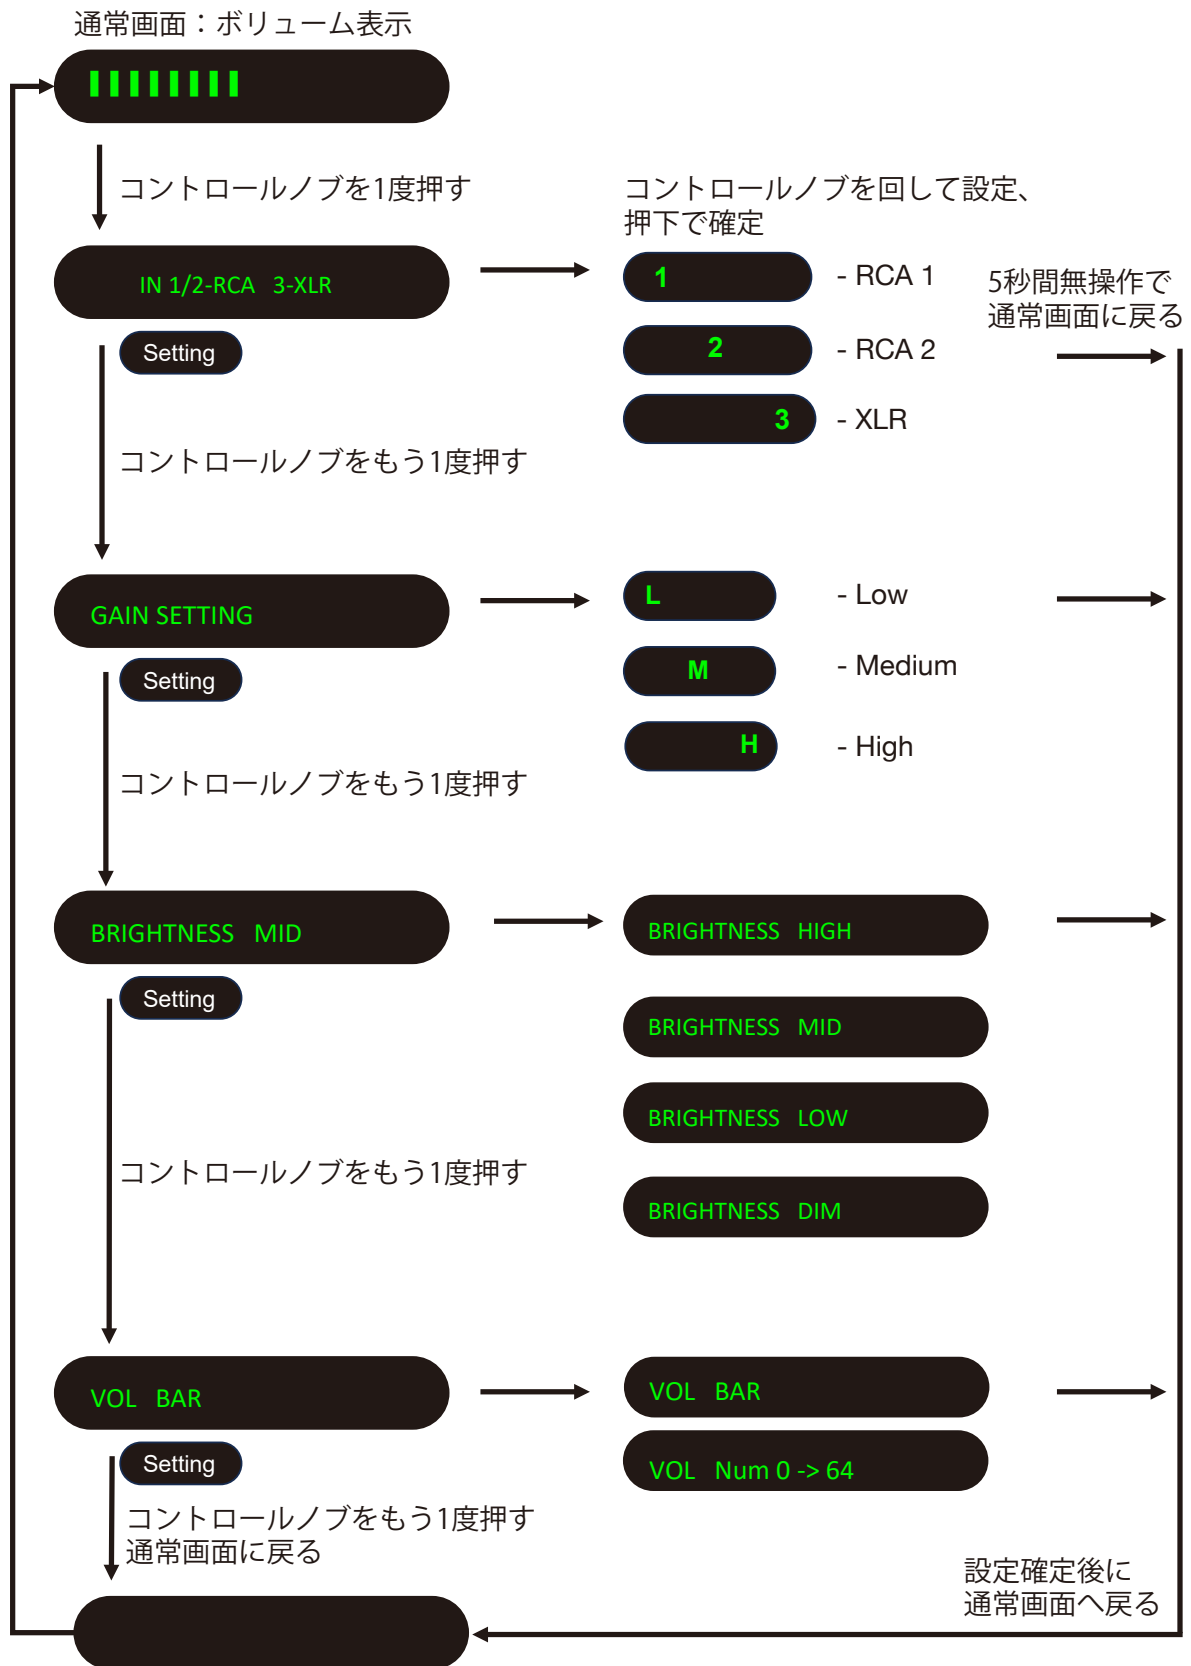 通常画面：ボリューム表示
コントロールノブを1度押す
コントロールノブを回して設定、
押下で確定
IN 1/2-RCA 3-XLR
1 - RCA 1
5秒間無操作で
通常画面に戻る
Setting
2 - RCA 2
3 - XLR
コントロールノブをもう1度押す
GAIN SETTING
L - Low
Setting
M - Medium
H - High
コントロールノブをもう1度押す
BRIGHTNESS MID
BRIGHTNESS HIGH
Setting
BRIGHTNESS MID
BRIGHTNESS LOW
コントロールノブをもう1度押す
BRIGHTNESS DIM
VOL BAR
VOL BAR
Setting
VOL Num 0 -> 64
コントロールノブをもう1度押す
通常画面に戻る
設定確定後に
通常画面へ戻る